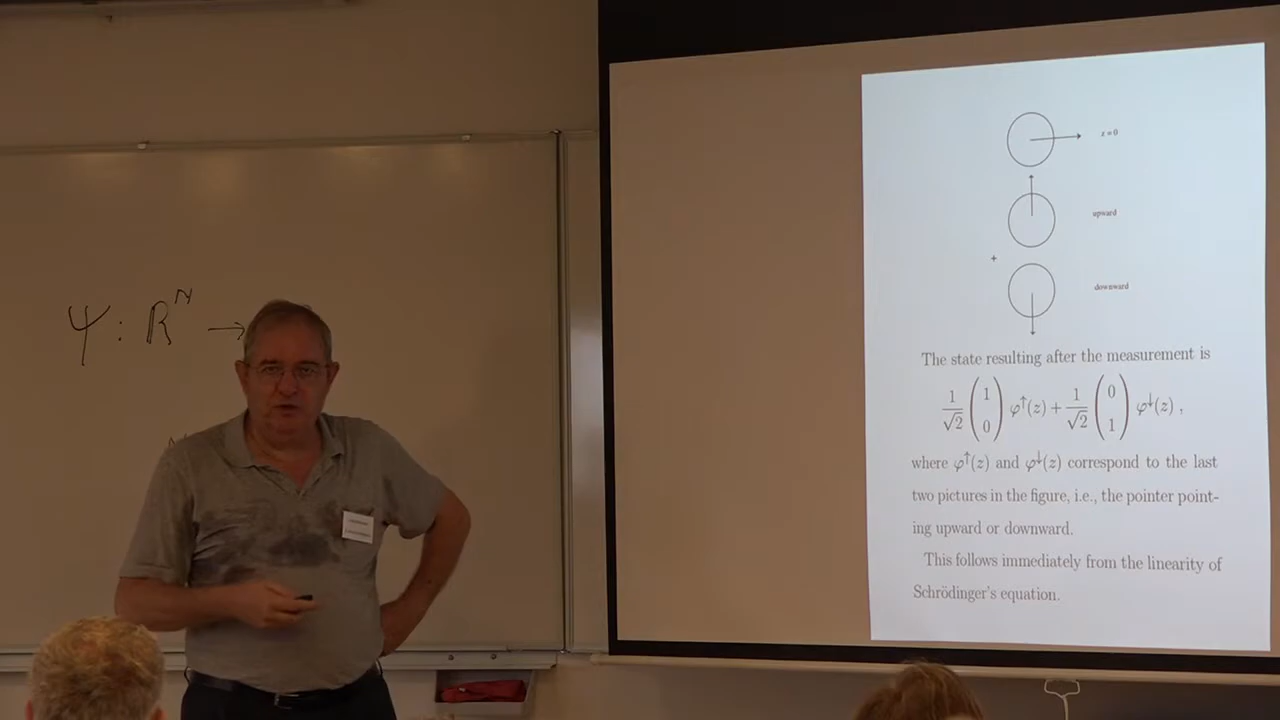 Ψ : ℝ^N →
z = 0
upward
+
downward
The state resulting after the measurement is
1/√2 (1 0) φ↑(z) + 1/√2 (0 1) φ↓(z) ,
where φ↑(z) and φ↓(z) correspond to the last
two pictures in the figure, i.e., the pointer point-
ing upward or downward.
This follows immediately from the linearity of
Schrödinger's equation.